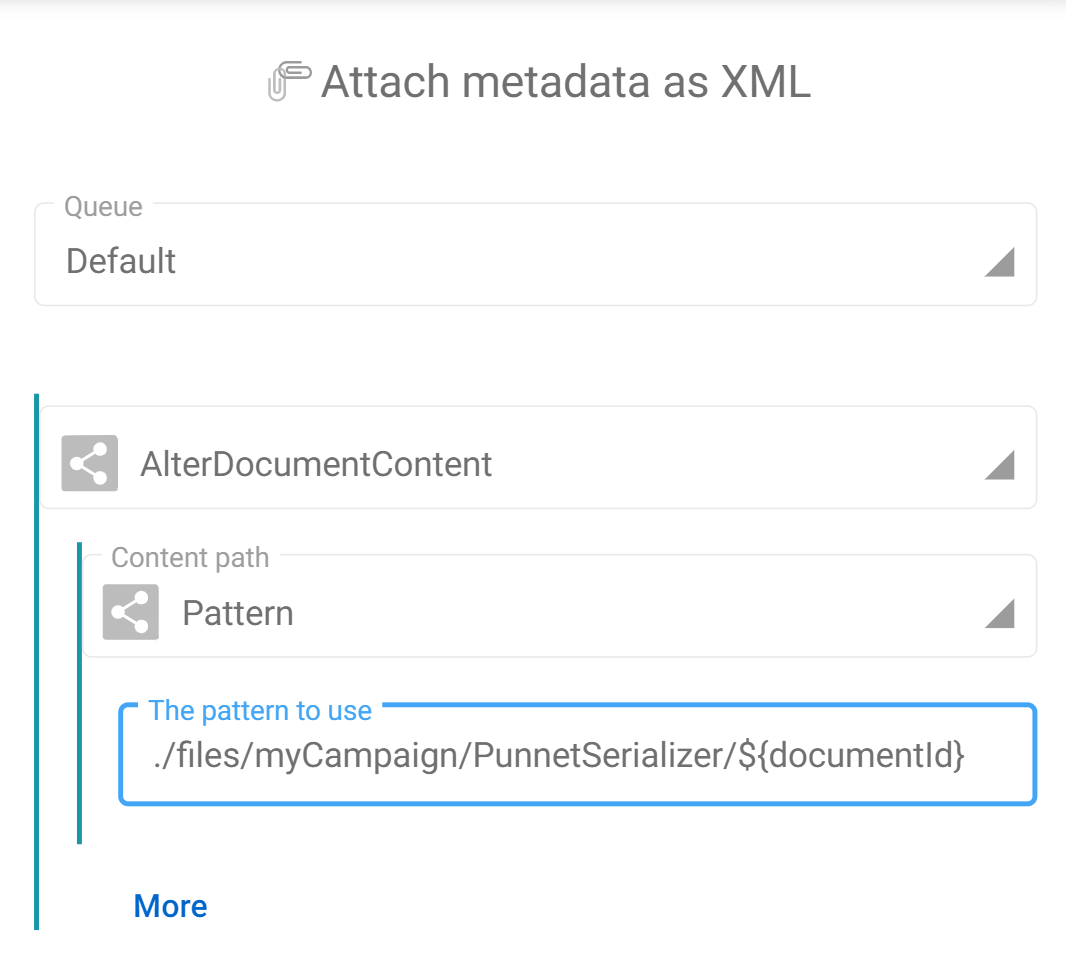 Attach metadata as XML
Queue
Default
AlterDocumentContent
Content path
Pattern
The pattern to use
./files/myCampaign/PunnetSerializer/${documentId}
More